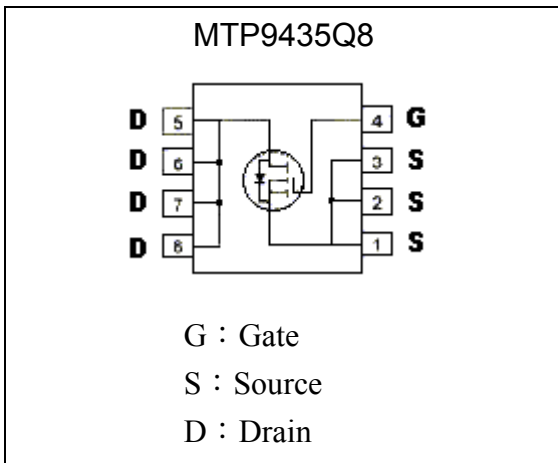 MTP9435Q8
D 5 4 G
D 6 3 S
D 7 2 S
D 8 1 S
G：Gate
S：Source
D：Drain